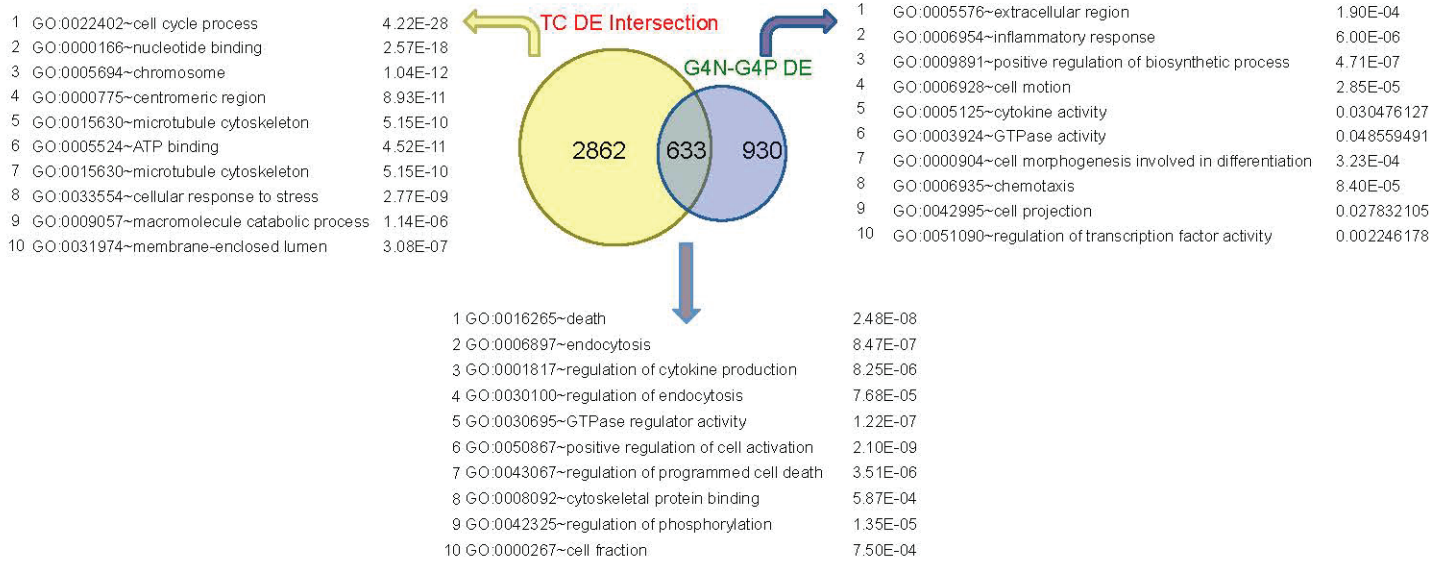 TC DE Intersection
G4N-G4P DE
2862
633
930
1 GO:0022402~cell cycle process 4.22E-28
2 GO:0000166~nucleotide binding 2.57E-18
3 GO:0005694~chromosome 1.04E-12
4 GO:0000775~centromeric region 8.93E-11
5 GO:0015630~microtubule cytoskeleton 5.15E-10
6 GO:0005524~ATP binding 4.52E-11
7 GO:0015630~microtubule cytoskeleton 5.15E-10
8 GO:0033554~cellular response to stress 2.77E-09
9 GO:0009057~macromolecule catabolic process 1.14E-06
10 GO:0031974~membrane-enclosed lumen 3.08E-07
1 GO:0005576~extracellular region 1.90E-04
2 GO:0006954~inflammatory response 6.00E-06
3 GO:0009891~positive regulation of biosynthetic process 4.71E-07
4 GO:0006928~cell motion 2.85E-05
5 GO:0005125~cytokine activity 0.030476127
6 GO:0003924~GTPase activity 0.048559491
7 GO:0000904~cell morphogenesis involved in differentiation 3.23E-04
8 GO:0006935~chemotaxis 8.40E-05
9 GO:0042995~cell projection 0.027832105
10 GO:0051090~regulation of transcription factor activity 0.002246178
1 GO:0016265~death 2.48E-08
2 GO:0006897~endocytosis 8.47E-07
3 GO:0001817~regulation of cytokine production 8.25E-06
4 GO:0030100~regulation of endocytosis 7.68E-05
5 GO:0030695~GTPase regulator activity 1.22E-07
6 GO:0050867~positive regulation of cell activation 2.10E-09
7 GO:0043067~regulation of programmed cell death 3.51E-06
8 GO:0008092~cytoskeletal protein binding 5.87E-04
9 GO:0042325~regulation of phosphorylation 1.35E-05
10 GO:0000267~cell fraction 7.50E-04